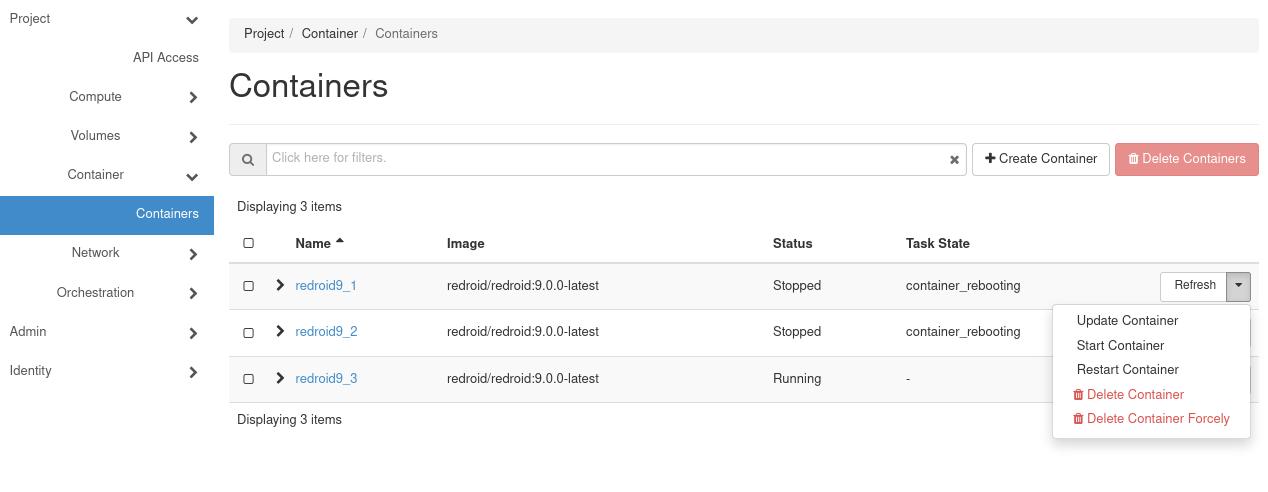 Project
API Access
Compute
Volumes
Container
Containers
Network
Orchestration
Admin
Identity
Project / Container / Containers
Containers
Click here for filters.
Create Container
Delete Containers
Displaying 3 items
Name Image Status Task State
redroid9_1 redroid/redroid:9.0.0-latest Stopped container_rebooting Refresh
redroid9_2 redroid/redroid:9.0.0-latest Stopped container_rebooting
redroid9_3 redroid/redroid:9.0.0-latest Running -
Displaying 3 items
Update Container
Start Container
Restart Container
Delete Container
Delete Container Forcely